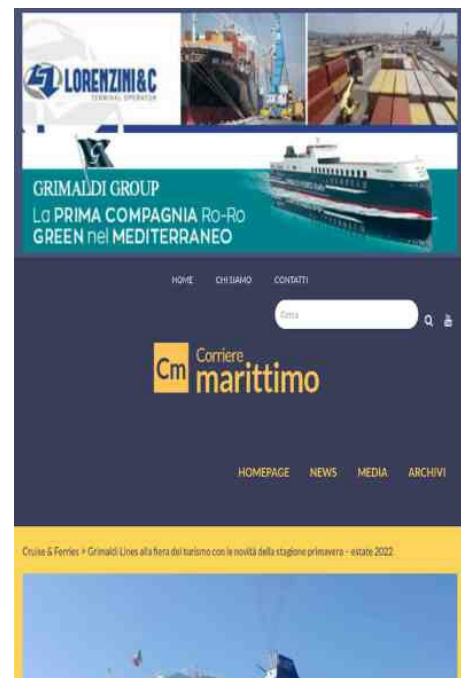 LORENZINI & C
TERMINAL OPERATOR
GRIMALDI GROUP
La PRIMA COMPAGNIA Ro-Ro
GREEN nel MEDITERRANEO
HOME CHI SIAMO CONTATTI
Cerca
Cm Corriere
marittimo
HOMEPAGE NEWS MEDIA ARCHIVI
Cruise & Ferries > Grimaldi Lines alla fiera del turismo con le novità della stagione primavera – estate 2022